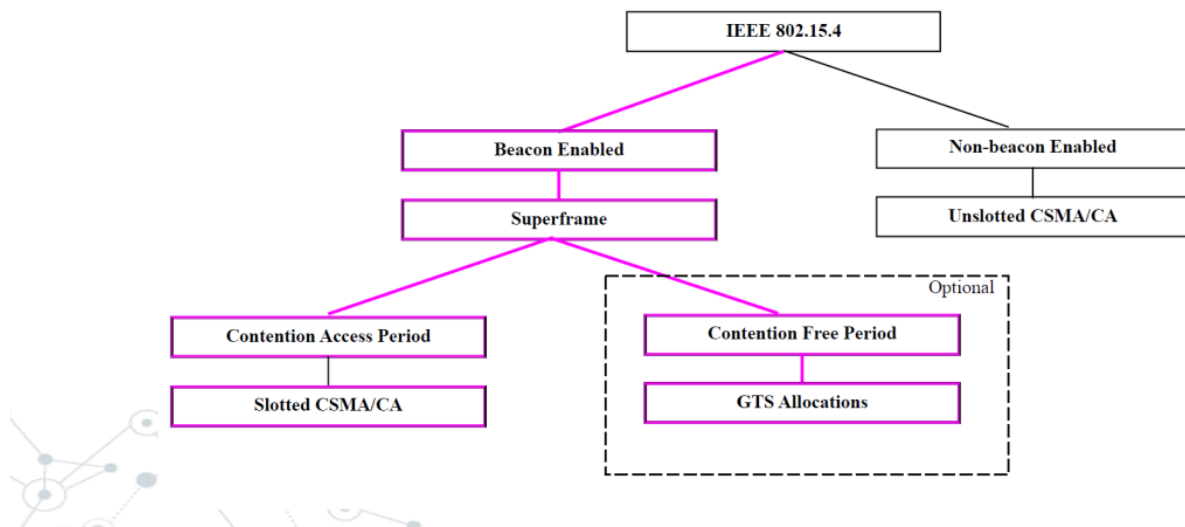 IEEE 802.15.4
Beacon Enabled
Non-beacon Enabled
Superframe
Unslotted CSMA/CA
Optional
Contention Access Period
Contention Free Period
Slotted CSMA/CA
GTS Allocations